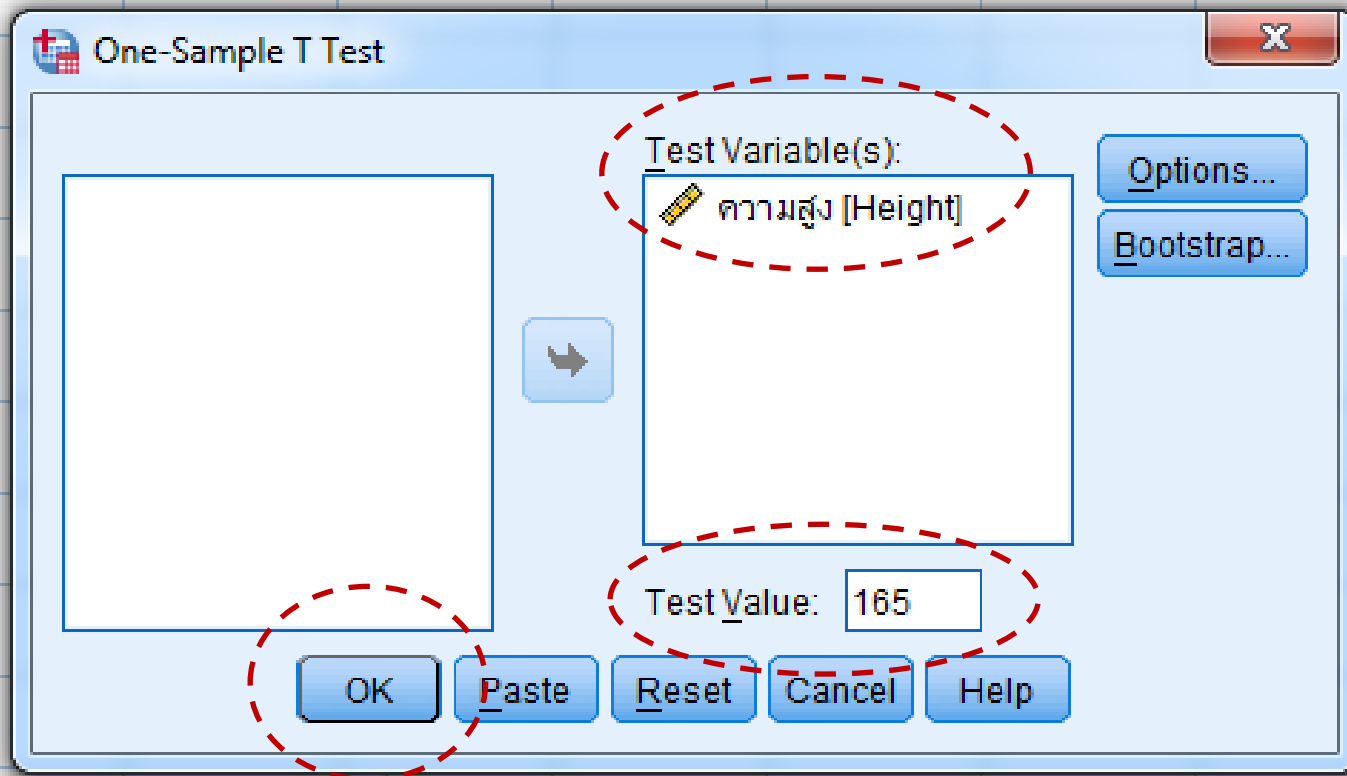 One-Sample T Test
Test Variable(s):
ความสูง [Height]
Options...
Bootstrap...
Test Value: 165
OK Paste Reset Cancel Help